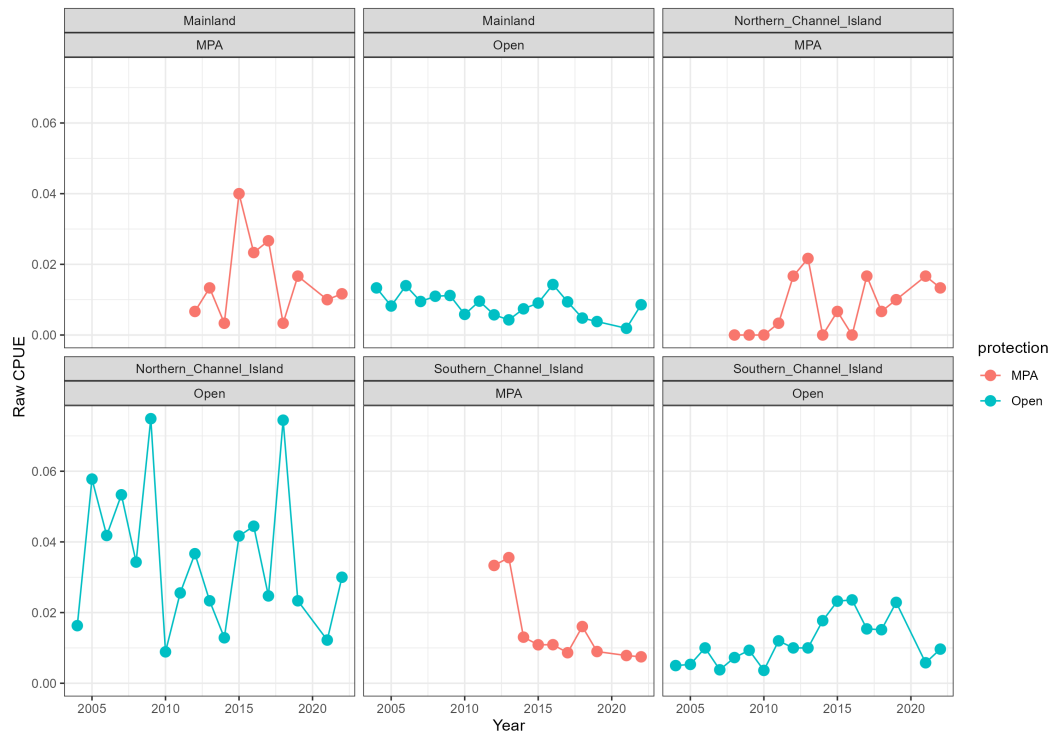 Mainland
MPA
Mainland
Open
Northern_Channel_Island
MPA
0.06
0.04
0.02
0.00
Northern_Channel_Island
Open
Southern_Channel_Island
MPA
Southern_Channel_Island
Open
0.06
0.04
0.02
0.00
2005 2010 2015 2020
2005 2010 2015 2020
2005 2010 2015 2020
Year
Raw CPUE
protection
MPA
Open